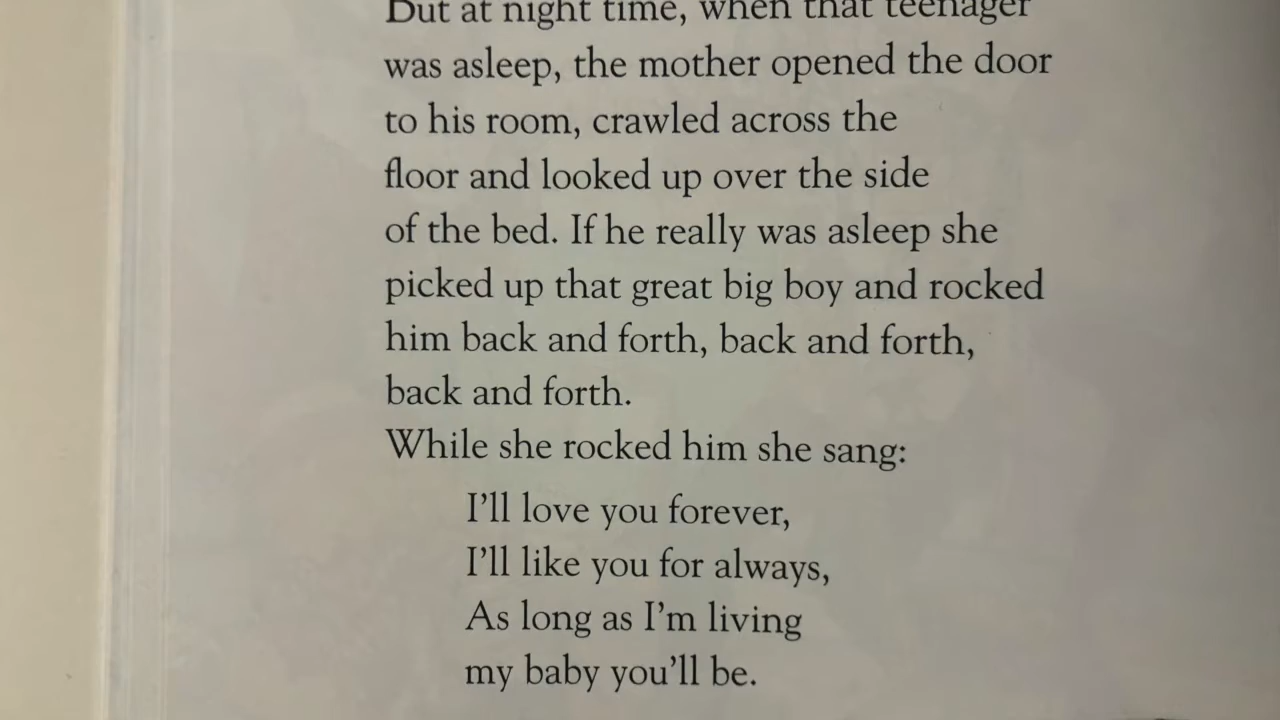 But at night time, when that teenager
was asleep, the mother opened the door
to his room, crawled across the
floor and looked up over the side
of the bed. If he really was asleep she
picked up that great big boy and rocked
him back and forth, back and forth,
back and forth.
While she rocked him she sang:
I’ll love you forever,
I’ll like you for always,
As long as I’m living
my baby you’ll be.